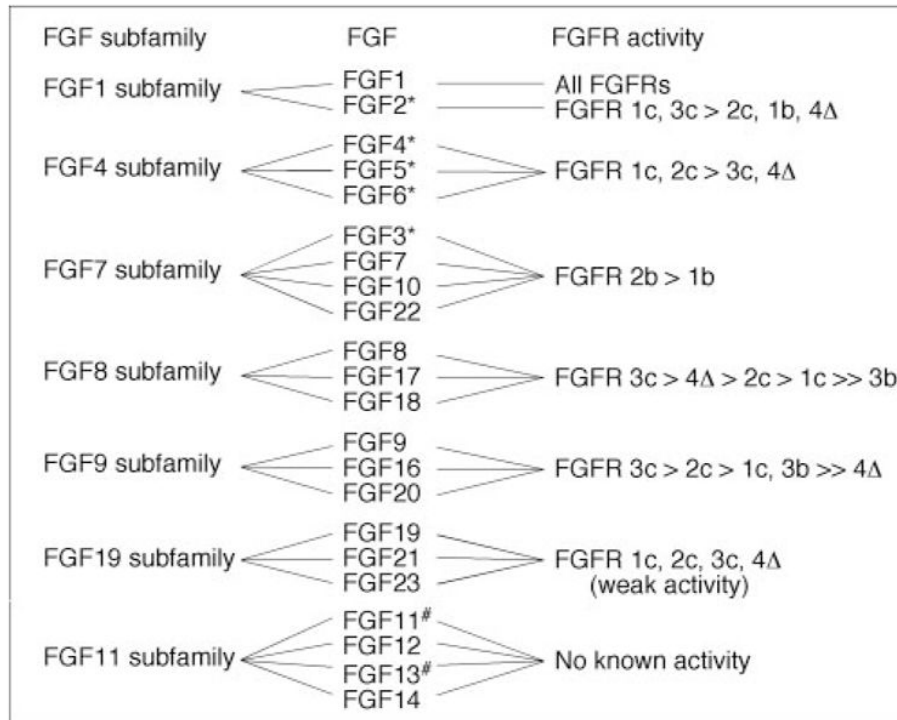 FGF subfamily FGF FGFR activity
FGF1 subfamily FGF1 All FGFRs
FGF2* FGFR 1c, 3c > 2c, 1b, 4Δ
FGF4*
FGF4 subfamily FGF5* FGFR 1c, 2c > 3c, 4Δ
FGF6*
FGF3*
FGF7 subfamily FGF7 FGFR 2b > 1b
FGF10
FGF22
FGF8
FGF8 subfamily FGF17 FGFR 3c > 4Δ > 2c > 1c >> 3b
FGF18
FGF9
FGF9 subfamily FGF16 FGFR 3c > 2c > 1c, 3b >> 4Δ
FGF20
FGF19
FGF19 subfamily FGF21 FGFR 1c, 2c, 3c, 4Δ
FGF23 (weak activity)
FGF11#
FGF11 subfamily FGF12 No known activity
FGF13#
FGF14